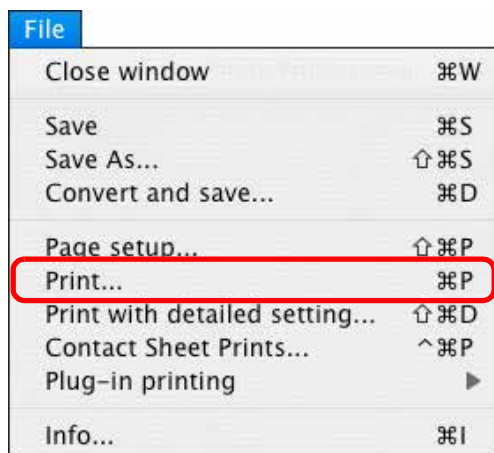 File
Close window ⌘W
Save ⌘S
Save As... ⇧⌘S
Convert and save... ⌘D
Page setup... ⇧⌘P
Print... ⌘P
Print with detailed setting... ⇧⌘D
Contact Sheet Prints... ^⌘P
Plug-in printing ▶
Info... ⌘I